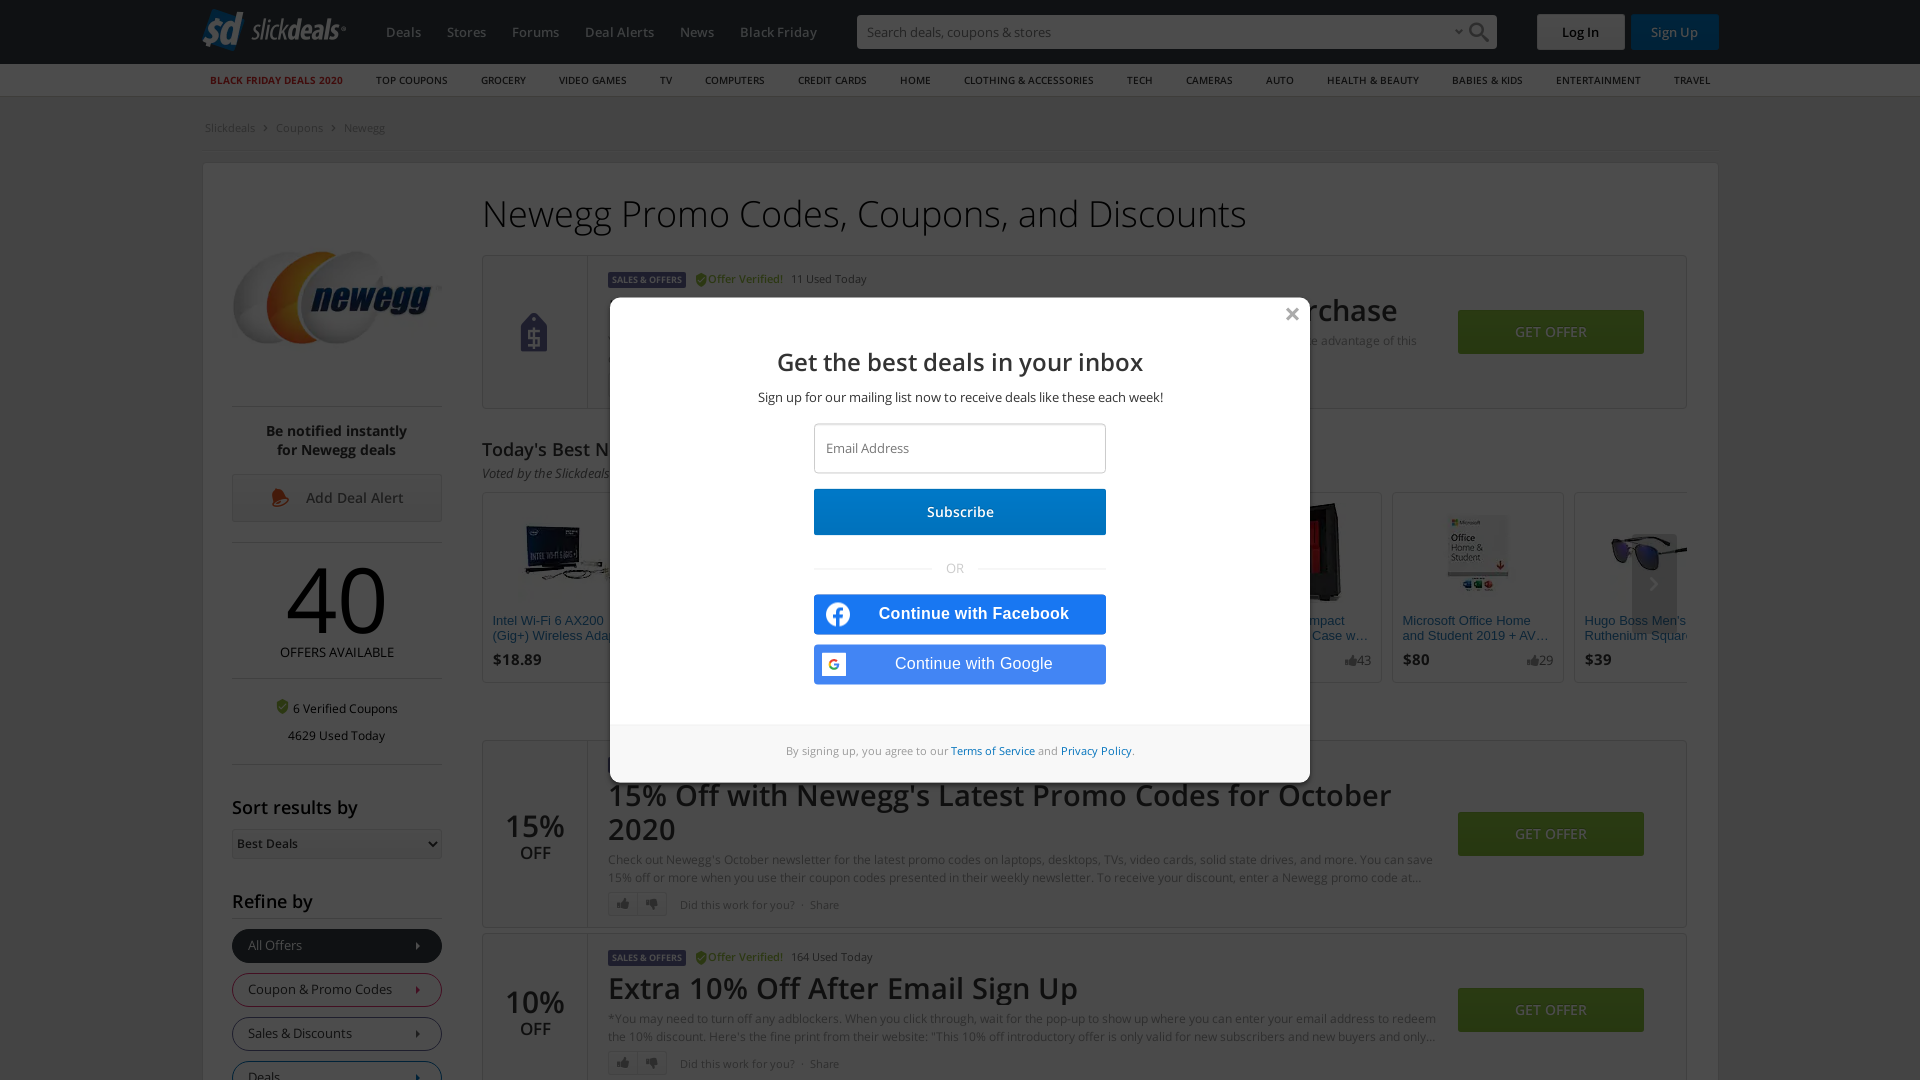 sd slickdeals
Deals
Stores
Forums
Deal Alerts
News
Black Friday
Search deals, coupons & stores
Log In
Sign Up
BLACK FRIDAY DEALS 2020
TOP COUPONS
GROCERY
VIDEO GAMES
TV
COMPUTERS
CREDIT CARDS
HOME
CLOTHING & ACCESSORIES
TECH
CAMERAS
AUTO
HEALTH & BEAUTY
BABIES & KIDS
ENTERTAINMENT
TRAVEL
Slickdeals
Coupons
Newegg
newegg
Be notified instantly
for Newegg deals
Add Deal Alert
40
OFFERS AVAILABLE
6 Verified Coupons
4629 Used Today
Sort results by
Best Deals
Refine by
All Offers
Coupon & Promo Codes
Sales & Discounts
Deals
Newegg Promo Codes, Coupons, and Discounts
SALES & OFFERS
Offer Verified!
11 Used Today
rchase
advantage of this
GET OFFER
Today's Best N
Voted by the Slickdeals
Intel Wi-Fi 6 AX200
(Gig+) Wireless Ada
$18.89
mpact
Case w...
43
Microsoft
Office
Home &
Student
Microsoft Office Home
and Student 2019 + AV...
$80
29
Hugo Boss Men's
Ruthenium Squar
$39
Get the best deals in your inbox
Sign up for our mailing list now to receive deals like these each week!
Email Address
Subscribe
OR
Continue with Facebook
Continue with Google
By signing up, you agree to our Terms of Service and Privacy Policy.
15%
OFF
15% Off with Newegg's Latest Promo Codes for October
2020
Check out Newegg's October newsletter for the latest promo codes on laptops, desktops, TVs, video cards, solid state drives, and more. You can save
15% off or more when you use their coupon codes presented in their weekly newsletter. To receive your discount, enter a Newegg promo code at...
Did this work for you? · Share
GET OFFER
10%
OFF
SALES & OFFERS
Offer Verified!
164 Used Today
Extra 10% Off After Email Sign Up
*You may need to turn off any adblockers. When you click through, wait for the pop-up to show up where you can enter your email address to redeem
the 10% discount. Here's the fine print from their website: "This 10% off introductory offer is only valid for new subscribers and new buyers and only...
Did this work for you? · Share
GET OFFER